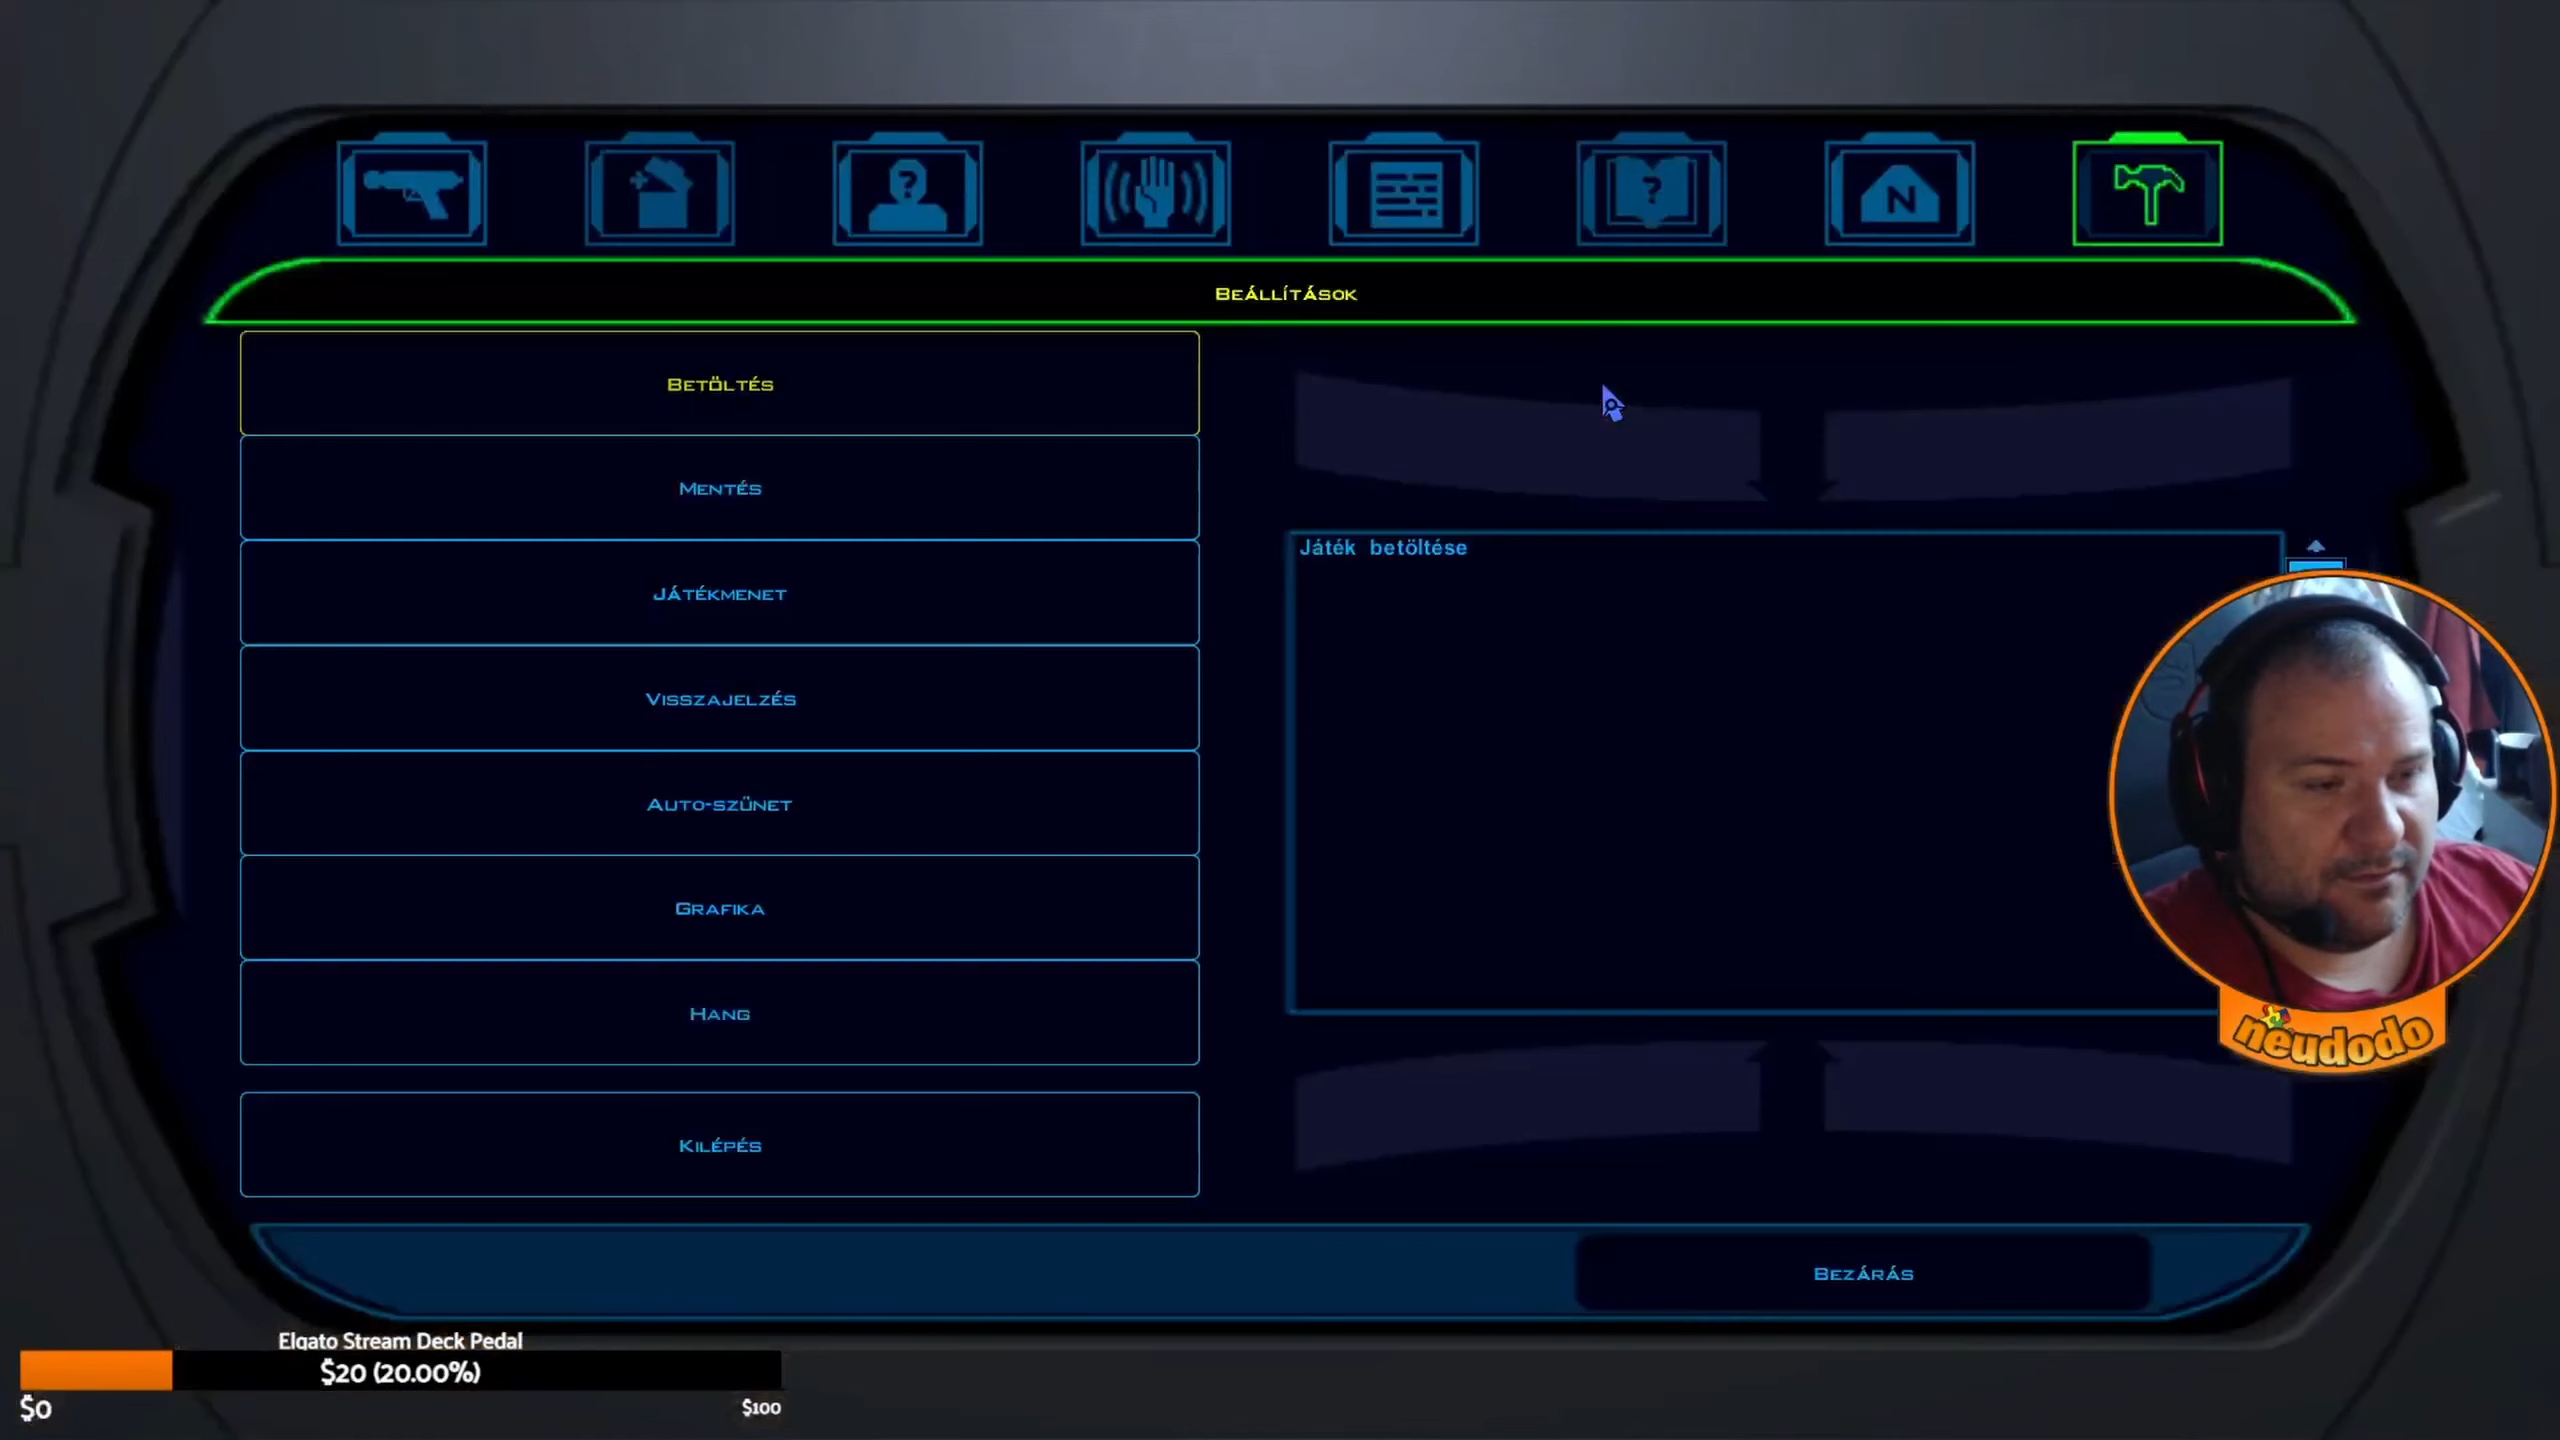 ?
N
?
Beállítások
Betöltés
Mentés
Játékmenet
Visszajelzés
Auto-szünet
Grafika
Hang
Kilépés
Játék betöltése
neudodo
Bezárás
Elgato Stream Deck Pedal
$20 (20.00%)
$0
$100